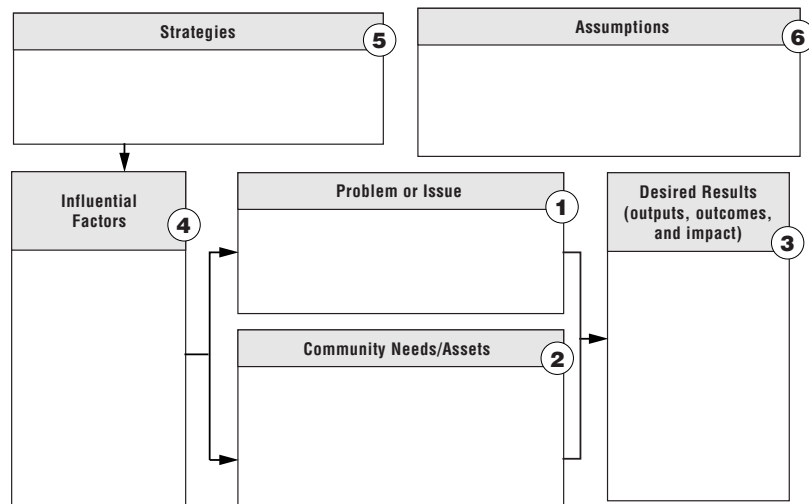 Strategies
5
Assumptions
6
Influential
Factors
4
Problem or Issue
1
Desired Results
(outputs, outcomes,
and impact)
3
Community Needs/Assets
2